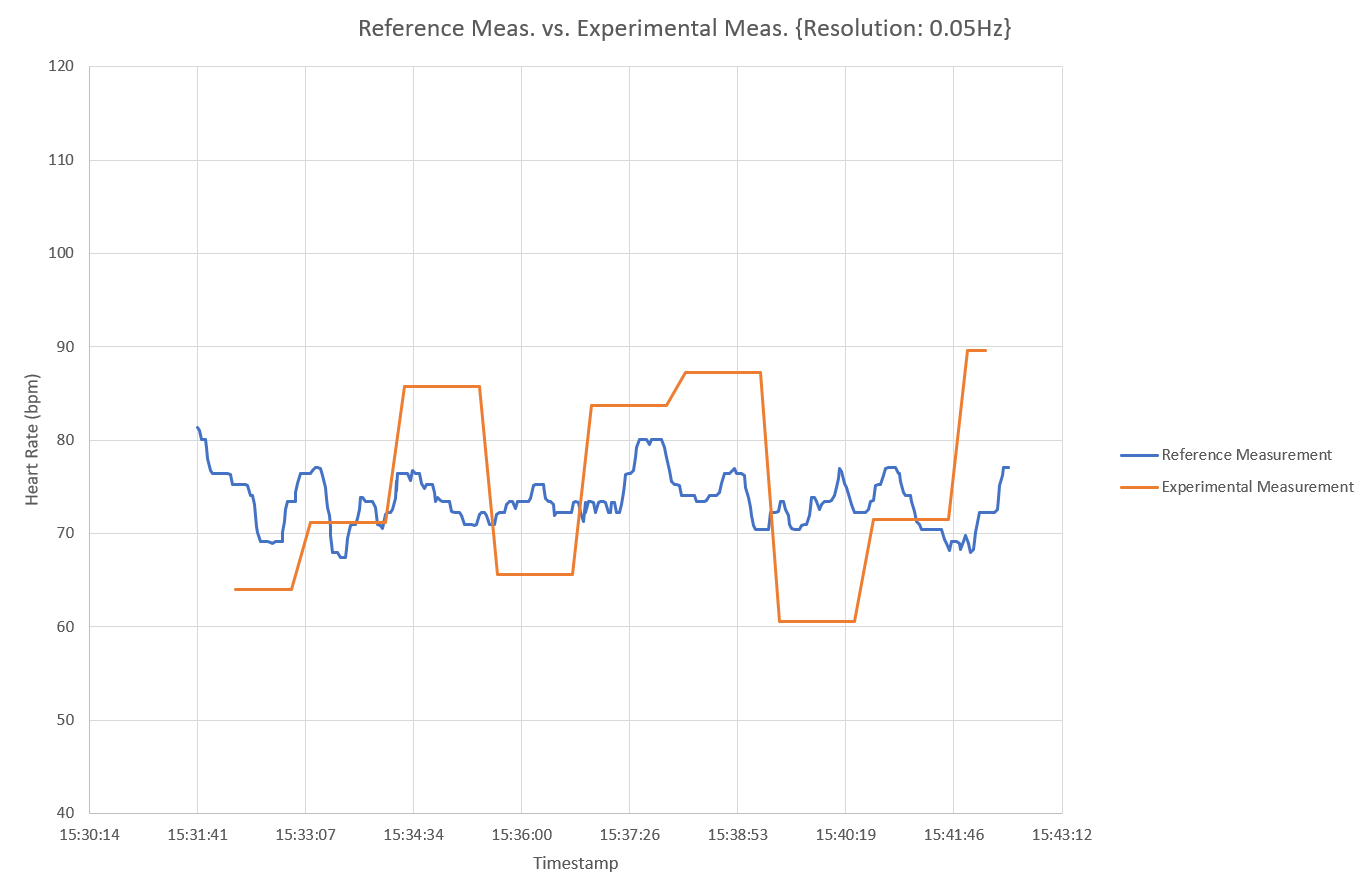 Reference Meas. vs. Experimental Meas. {Resolution: 0.05Hz}
120
110
100
90
80
70
60
50
40
Heart Rate (bpm)
15:30:14 15:31:41 15:33:07 15:34:34 15:36:00 15:37:26 15:38:53 15:40:19 15:41:46 15:43:12
Timestamp
Reference Measurement
Experimental Measurement